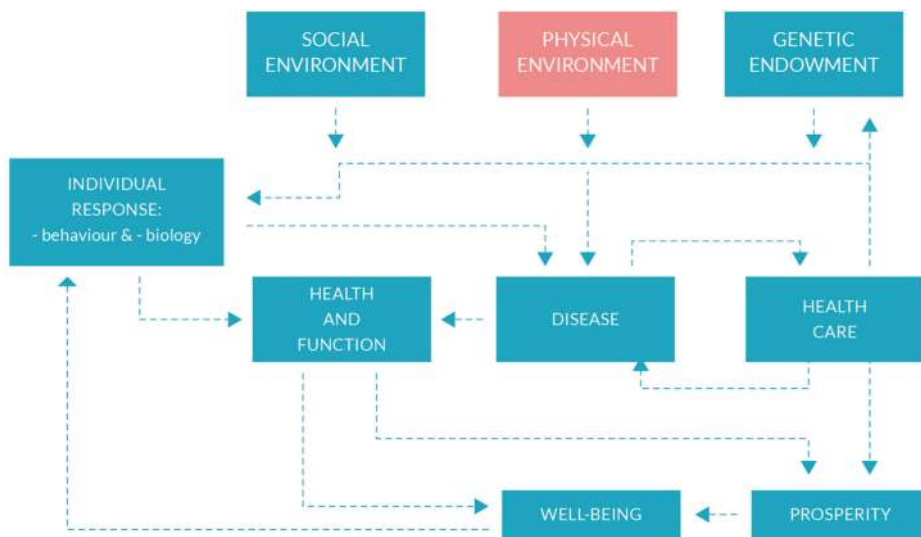 SOCIAL
ENVIRONMENT
PHYSICAL
ENVIRONMENT
GENETIC
ENDOWMENT
INDIVIDUAL
RESPONSE:
- behaviour & - biology
HEALTH
AND
FUNCTION
DISEASE
HEALTH
CARE
WELL-BEING
PROSPERITY